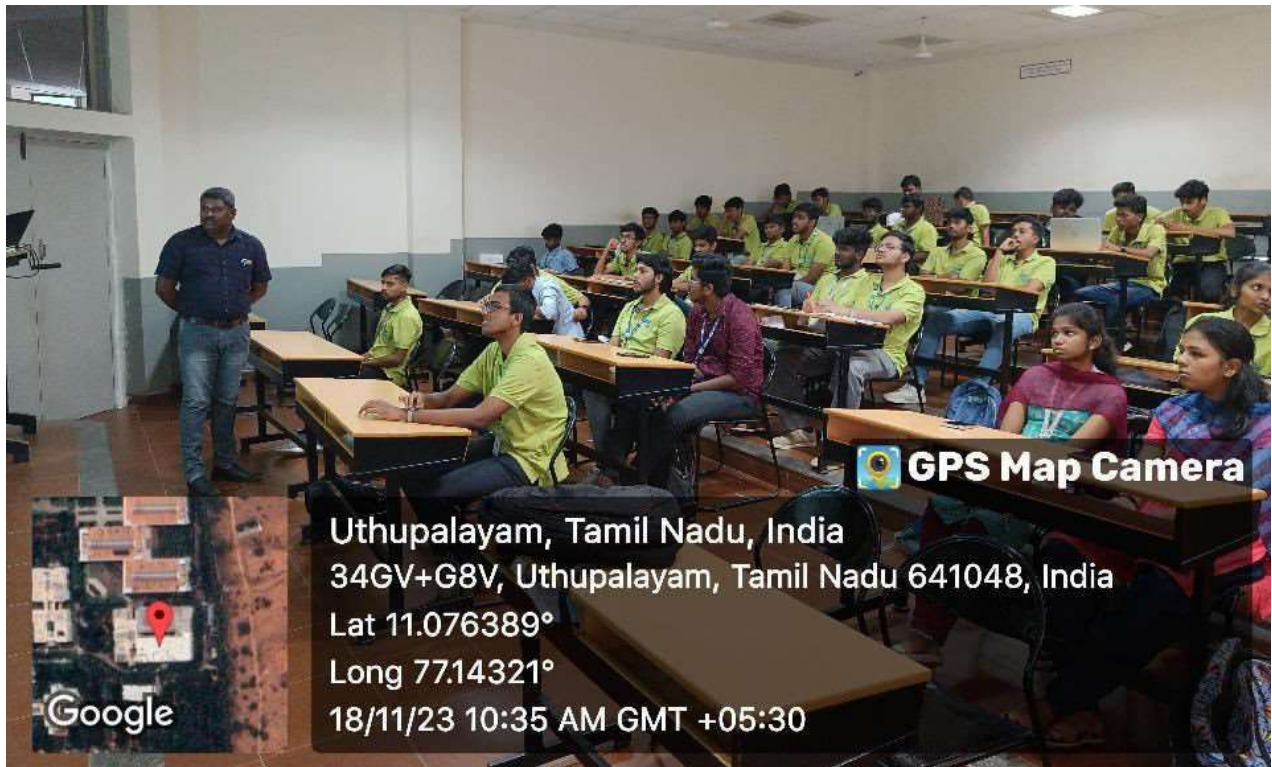 GPS Map Camera
Uthupalayam, Tamil Nadu, India
34GV+G8V, Uthupalayam, Tamil Nadu 641048, India
Lat 11.076389°
Long 77.14321°
18/11/23 10:35 AM GMT +05:30
Google